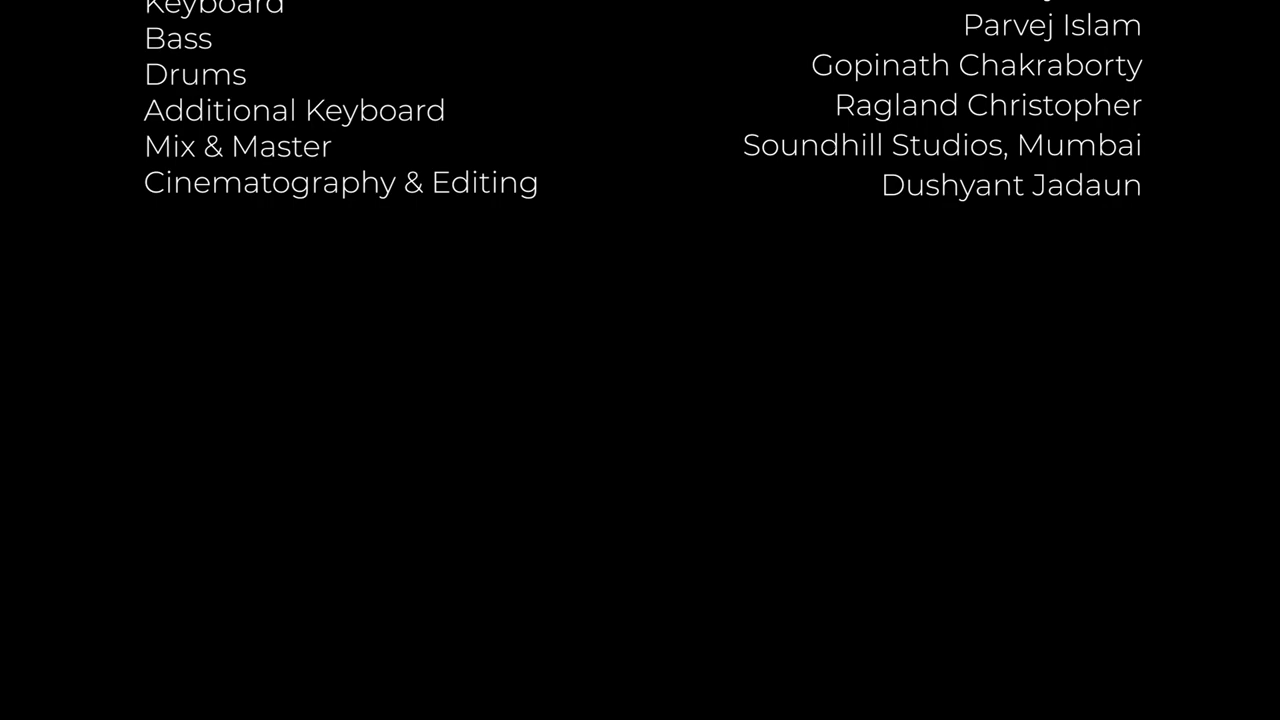 Keyboard
Bass
Parvej Islam
Drums
Gopinath Chakraborty
Additional Keyboard
Ragland Christopher
Mix & Master
Soundhill Studios, Mumbai
Cinematography & Editing
Dushyant Jadaun